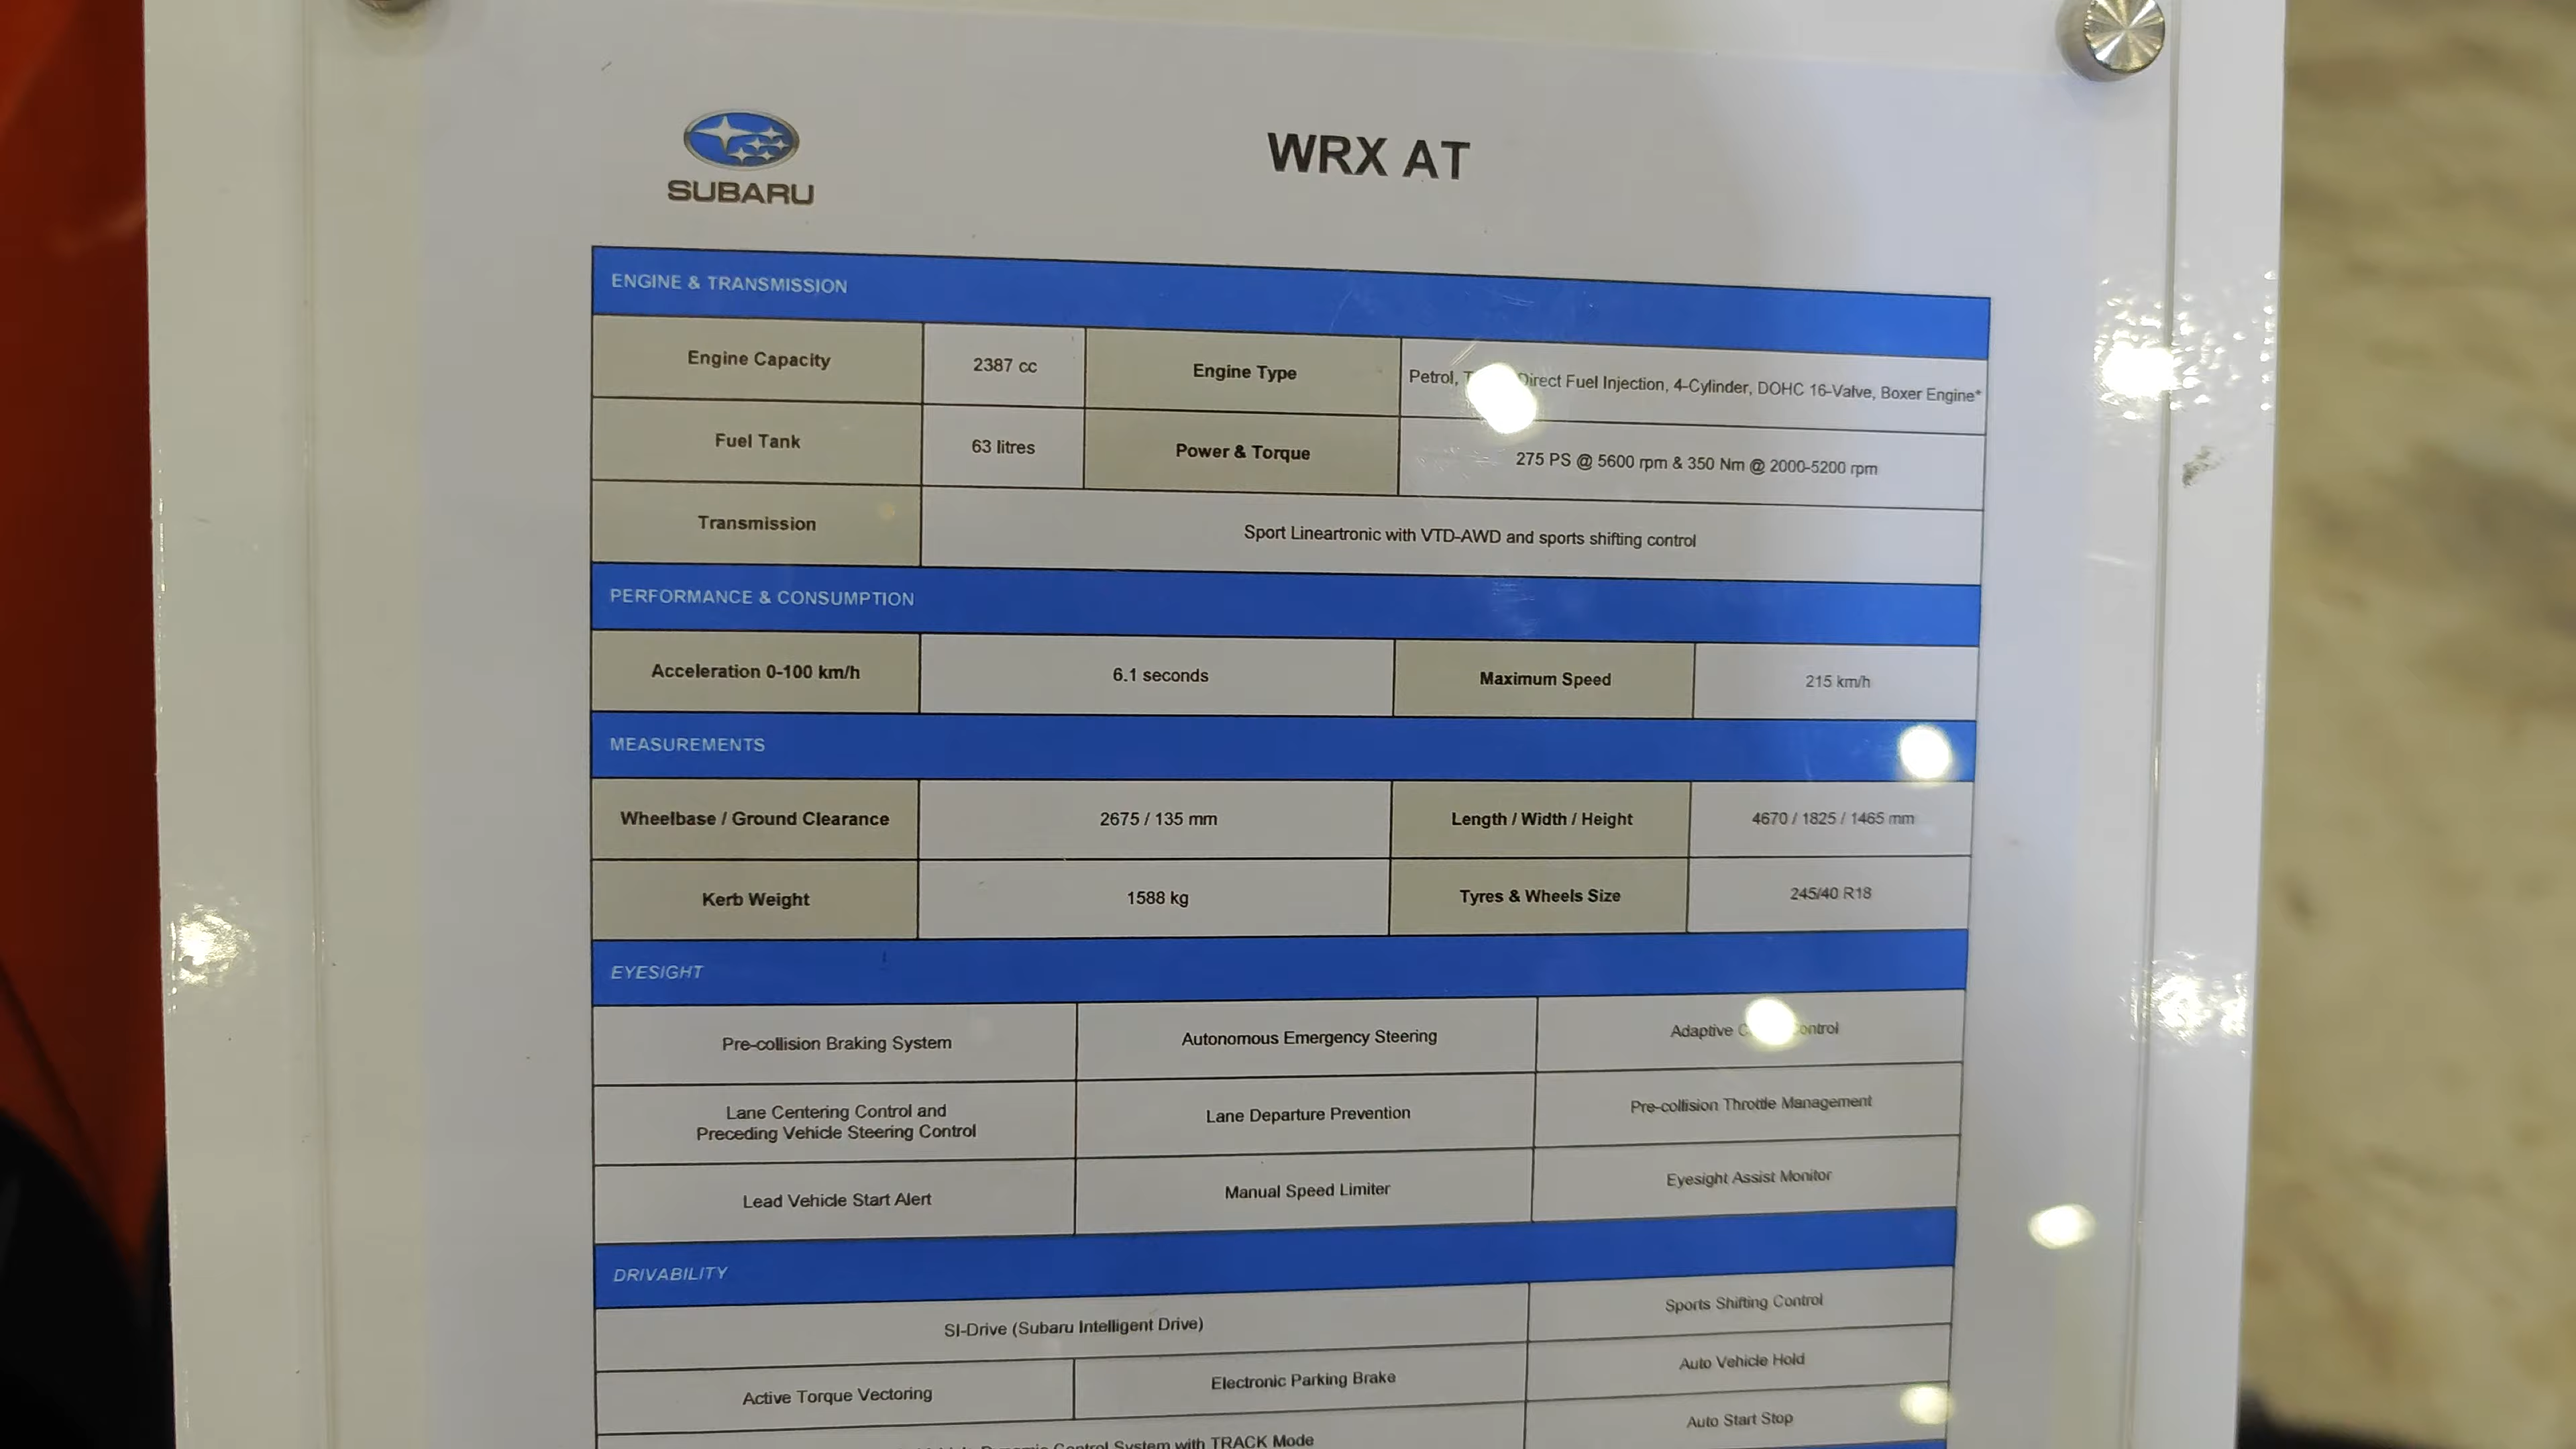 SUBARU
WRX AT
ENGINE & TRANSMISSION
Engine Capacity
2387 cc
Engine Type
Petrol, Direct Fuel Injection, 4-Cylinder, DOHC 16-Valve, Boxer Engine*
Fuel Tank
63 litres
Power & Torque
275 PS @ 5600 rpm & 350 Nm @ 2000-5200 rpm
Transmission
Sport Lineartronic with VTD-AWD and sports shifting control
PERFORMANCE & CONSUMPTION
Acceleration 0-100 km/h
6.1 seconds
Maximum Speed
215 km/h
MEASUREMENTS
Wheelbase / Ground Clearance
2675 / 135 mm
Length / Width / Height
4670 / 1825 / 1465 mm
Kerb Weight
1588 kg
Tyres & Wheels Size
245/40 R18
EYESIGHT
Pre-collision Braking System
Autonomous Emergency Steering
Adaptive Control
Lane Centering Control and
Preceding Vehicle Steering Control
Lane Departure Prevention
Pre-collision Throttle Management
Lead Vehicle Start Alert
Manual Speed Limiter
Eyesight Assist Monitor
DRIVABILITY
SI-Drive (Subaru Intelligent Drive)
Sports Shifting Control
Active Torque Vectoring
Electronic Parking Brake
Auto Vehicle Hold
Control System with TRACK Mode
Auto Start Stop